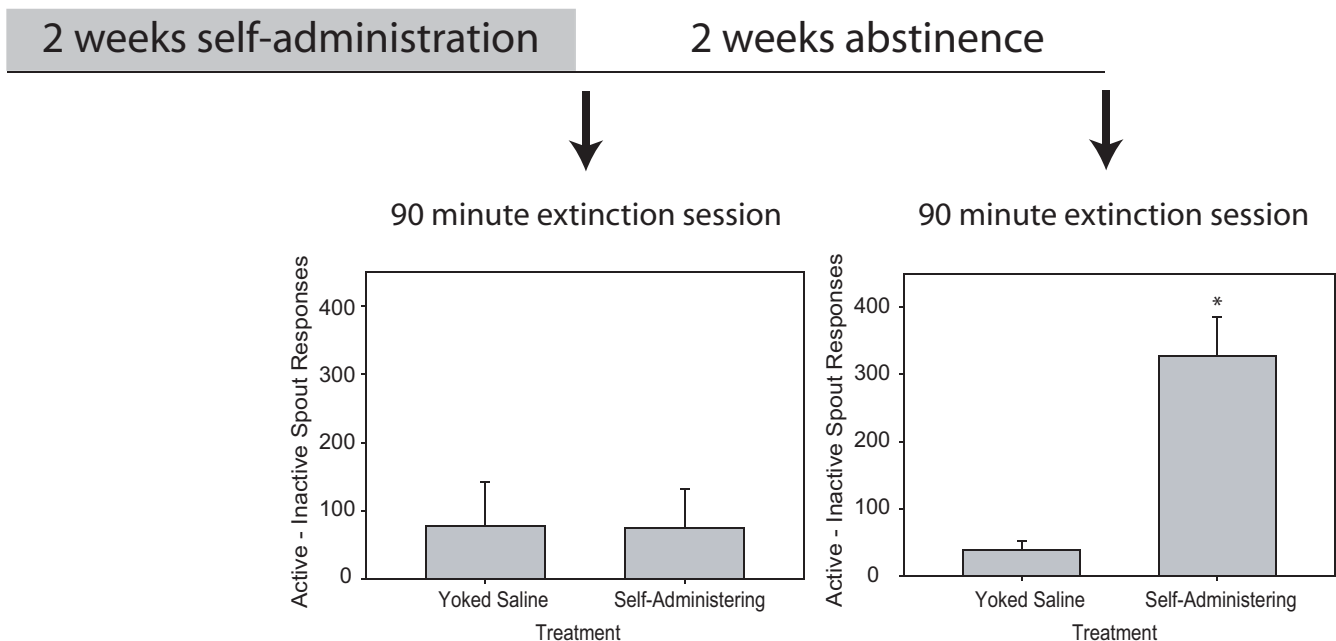 2 weeks self-administration
2 weeks abstinence
90 minute extinction session
Active - Inactive Spout Responses
400
300
200
100
0
Yoked Saline
Self-Administering
Treatment
90 minute extinction session
Active - Inactive Spout Responses
400
300
200
100
0
*
Yoked Saline
Self-Administering
Treatment